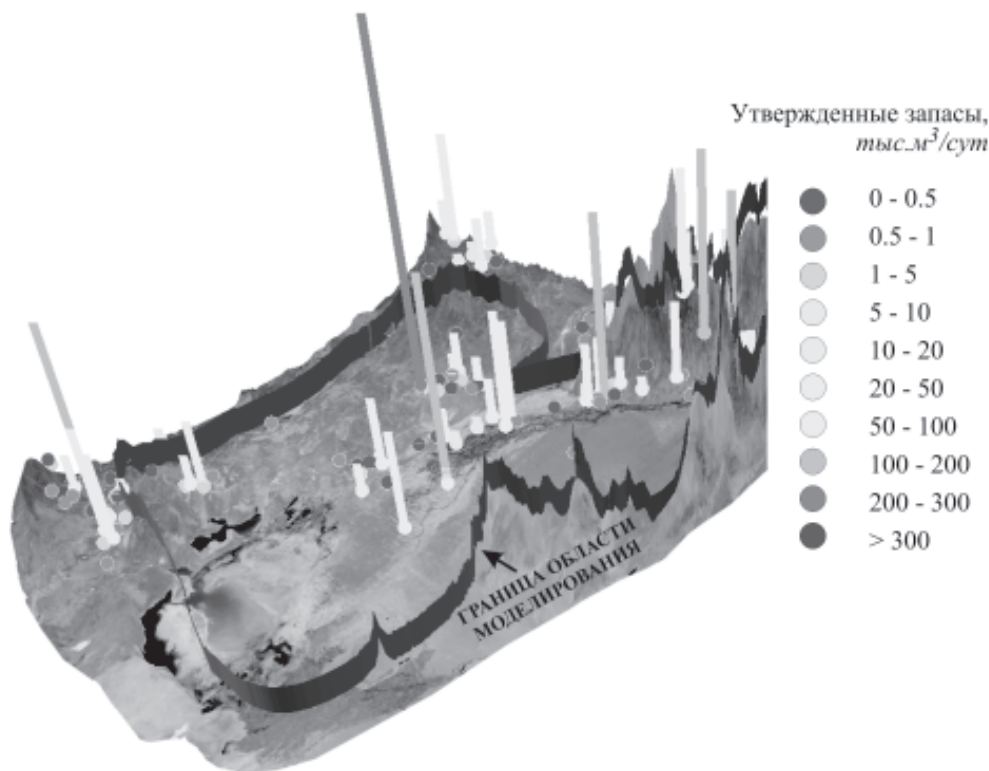 Утвержденные запасы,
тыс.м³/сут
0 - 0.5
0.5 - 1
1 - 5
5 - 10
10 - 20
20 - 50
50 - 100
100 - 200
200 - 300
> 300
ГРАНИЦА ОБЛАСТИ
МОДЕЛИРОВАНИЯ